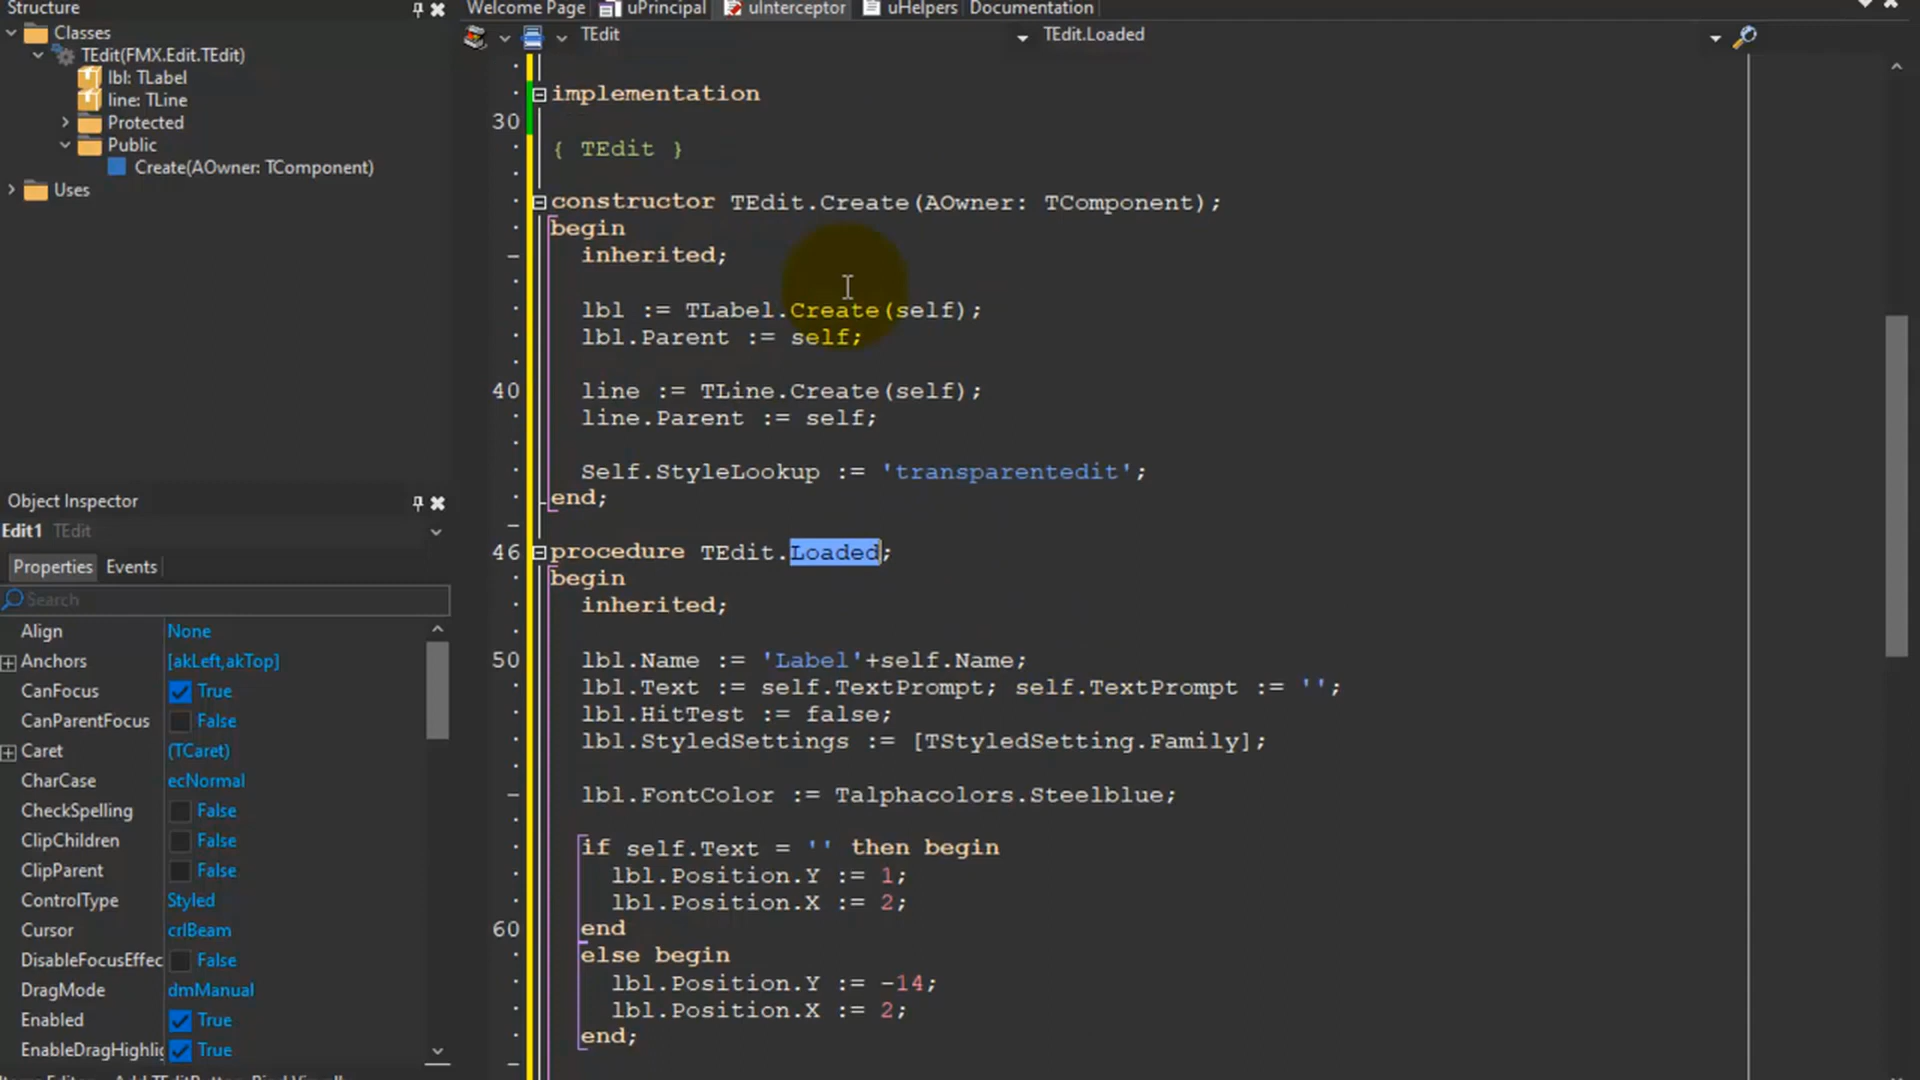 Structure
Classes
TEdit(FMX.Edit.TEdit)
lbl: TLabel
line: TLine
Protected
Public
Create(AOwner: TComponent)
Uses
Object Inspector
Edit1 TEdit
Properties Events
Search
Align None
Anchors [akLeft,akTop]
CanFocus True
CanParentFocus False
Caret (TCaret)
CharCase ecNormal
CheckSpelling False
ClipChildren False
ClipParent False
ControlType Styled
Cursor crIBeam
DisableFocusEffec False
DragMode dmManual
Enabled True
EnableDragHighlig True
Welcome Page uPrincipal uInterceptor uHelpers Documentation
TEdit TEdit.Loaded
implementation
30
{ TEdit }
constructor TEdit.Create(AOwner: TComponent);
begin
inherited;
lbl := TLabel.Create(self);
lbl.Parent := self;
40 line := TLine.Create(self);
line.Parent := self;
Self.StyleLookup := 'transparentedit';
end;
46 procedure TEdit.Loaded;
begin
inherited;
50 lbl.Name := 'Label'+self.Name;
lbl.Text := self.TextPrompt; self.TextPrompt := '';
lbl.HitTest := false;
lbl.StyledSettings := [TStyledSetting.Family];
lbl.FontColor := Talphacolors.Steelblue;
if self.Text = '' then begin
lbl.Position.Y := 1;
lbl.Position.X := 2;
60 end
else begin
lbl.Position.Y := -14;
lbl.Position.X := 2;
end;